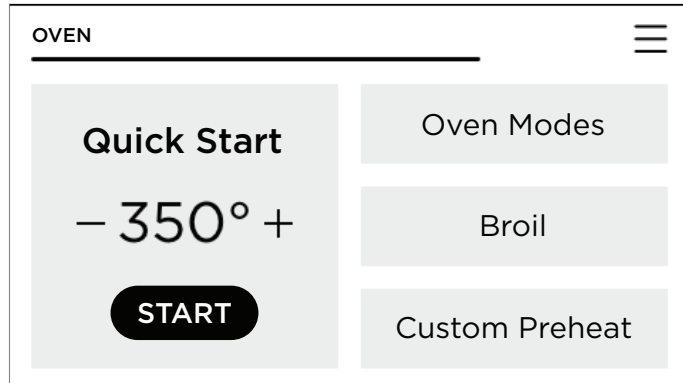 OVEN
Quick Start
− 350° +
START
Oven Modes
Broil
Custom Preheat